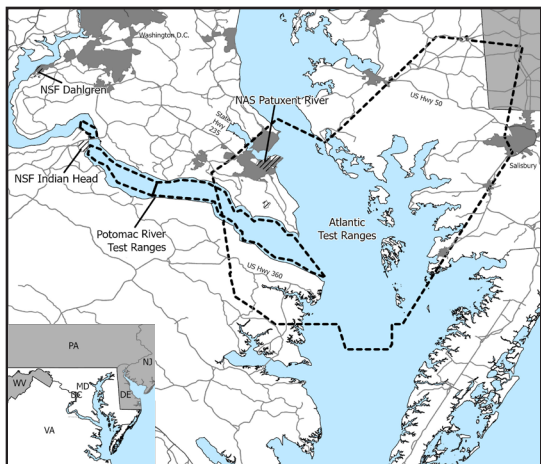 Washington D.C.
NSF Dahlgren
NAS Patuxent River
State
Hwy
235
US Hwy 50
NSF Indian Head
Salisbury
Potomac River
Test Ranges
Atlantic
Test Ranges
US Hwy 360
PA
NJ
WV
MD
DC
DE
VA